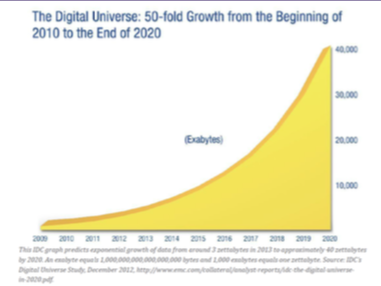 The Digital Universe: 50-fold Growth from the Beginning of
2010 to the End of 2020
40,000
30,000
(Exabytes)
20,000
10,000
2009 2010 2011 2012 2013 2014 2015 2016 2017 2018 2019 2020
This IDC graph predicts exponential growth of data from around 3 zettabytes in 2013 to approximately 40 zettabytes
by 2020. An exabyte equals 1,000,000,000,000,000,000 bytes and 1,000 exabytes equals one zettabyte. Source: IDC's
Digital Universe Study, December 2012, http://www.emc.com/collateral/analyst-reports/idc-the-digital-universe-
in-2020.pdf.